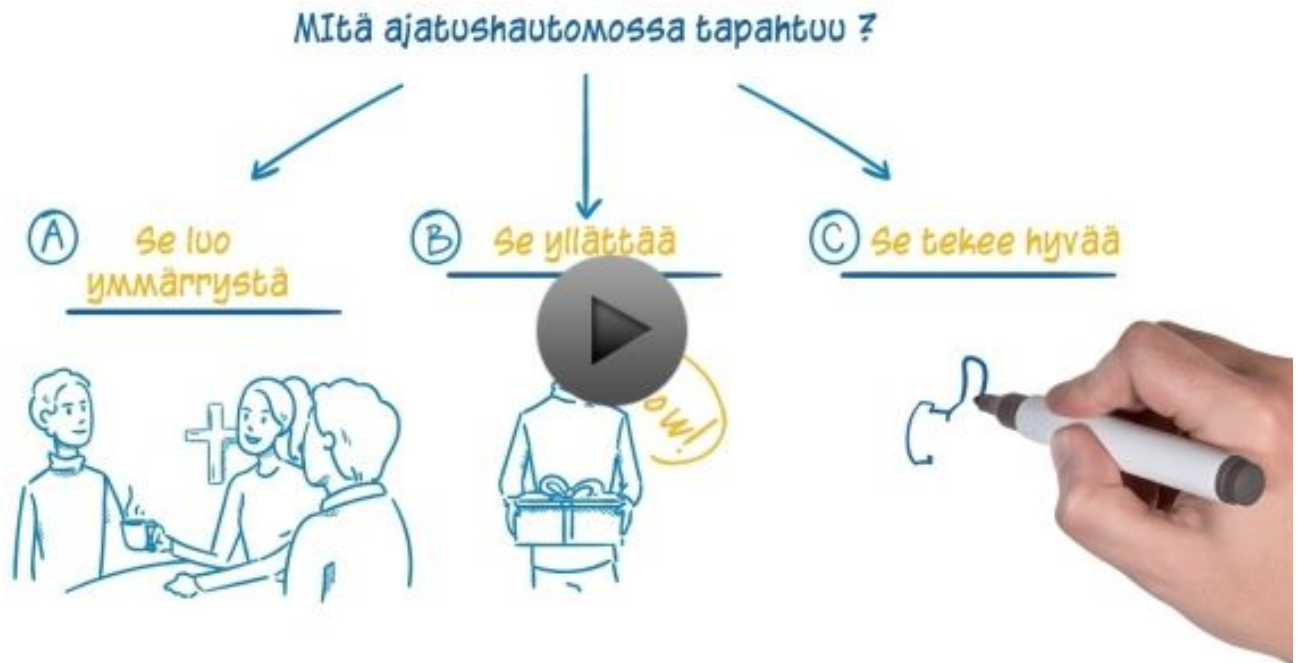 MItä ajatushautomossa tapahtuu ?
A
Se luo
ymmärrystä
B
Se yllättää
C
Se tekee hyvää